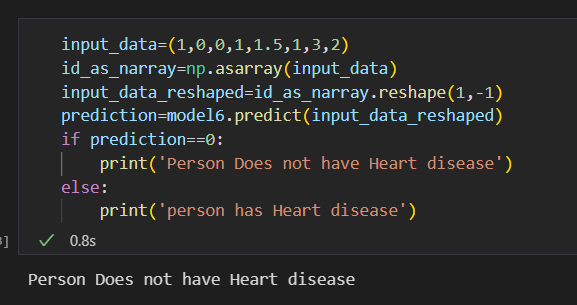 input_data=(1,0,0,1,1.5,1,3,2)
id_as_narray=np.asarray(input_data)
input_data_reshaped=id_as_narray.reshape(1,-1)
prediction=model6.predict(input_data_reshaped)
if prediction==0:
    print('Person Does not have Heart disease')
else:
    print('person has Heart disease')
] 0.8s
Person Does not have Heart disease